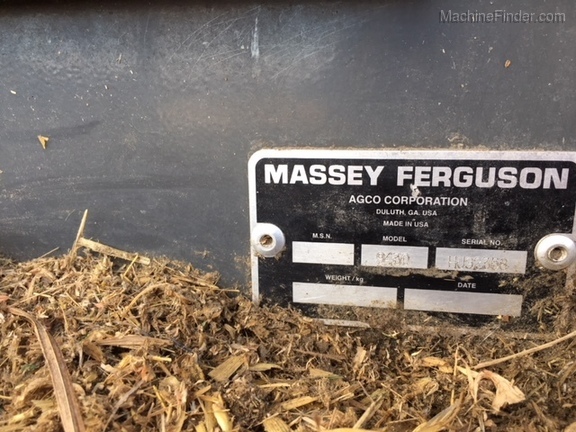 MachineFinder.com
MASSEY FERGUSON
AGCO CORPORATION
DULUTH, GA. USA
MADE IN USA
M.S.N. MODEL SERIAL NO.
WEIGHT / kg DATE